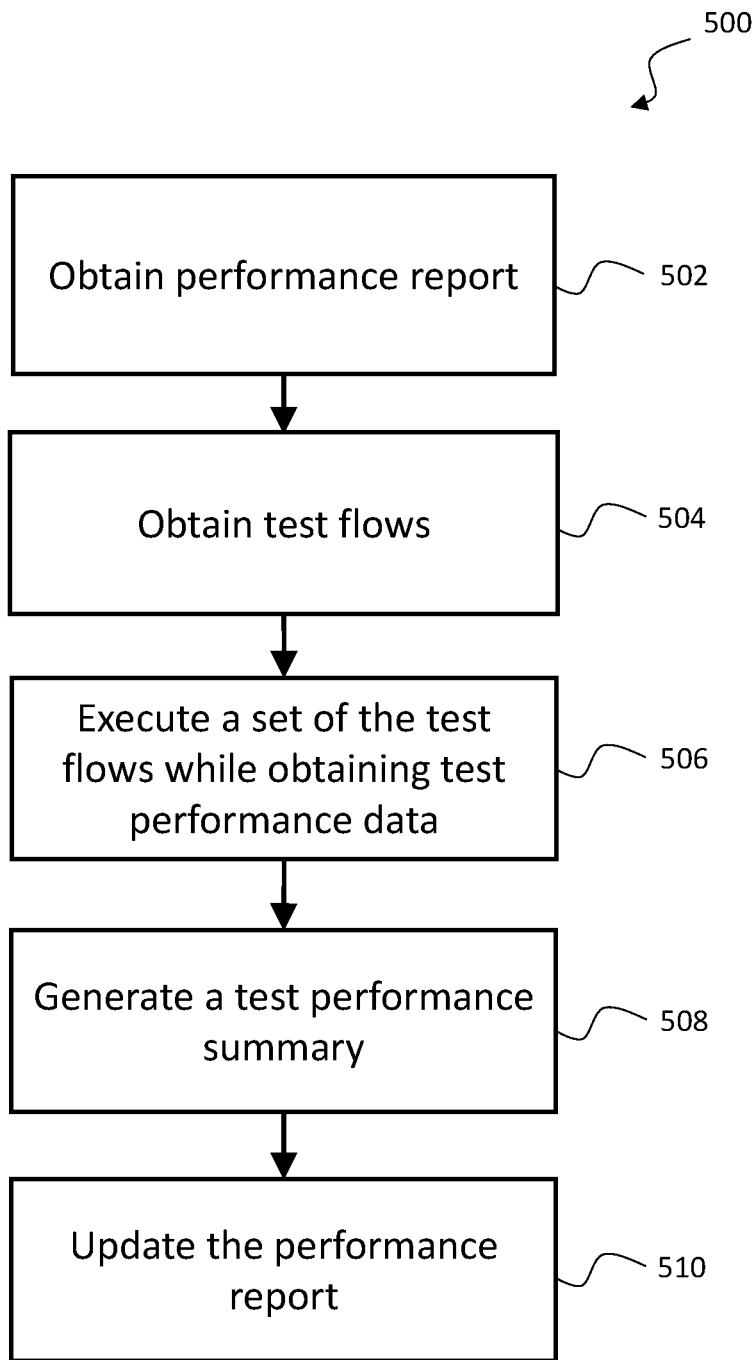 500
Obtain performance report
502
Obtain test flows
504
Execute a set of the test
flows while obtaining test
performance data
506
Generate a test performance
summary
508
Update the performance
report
510